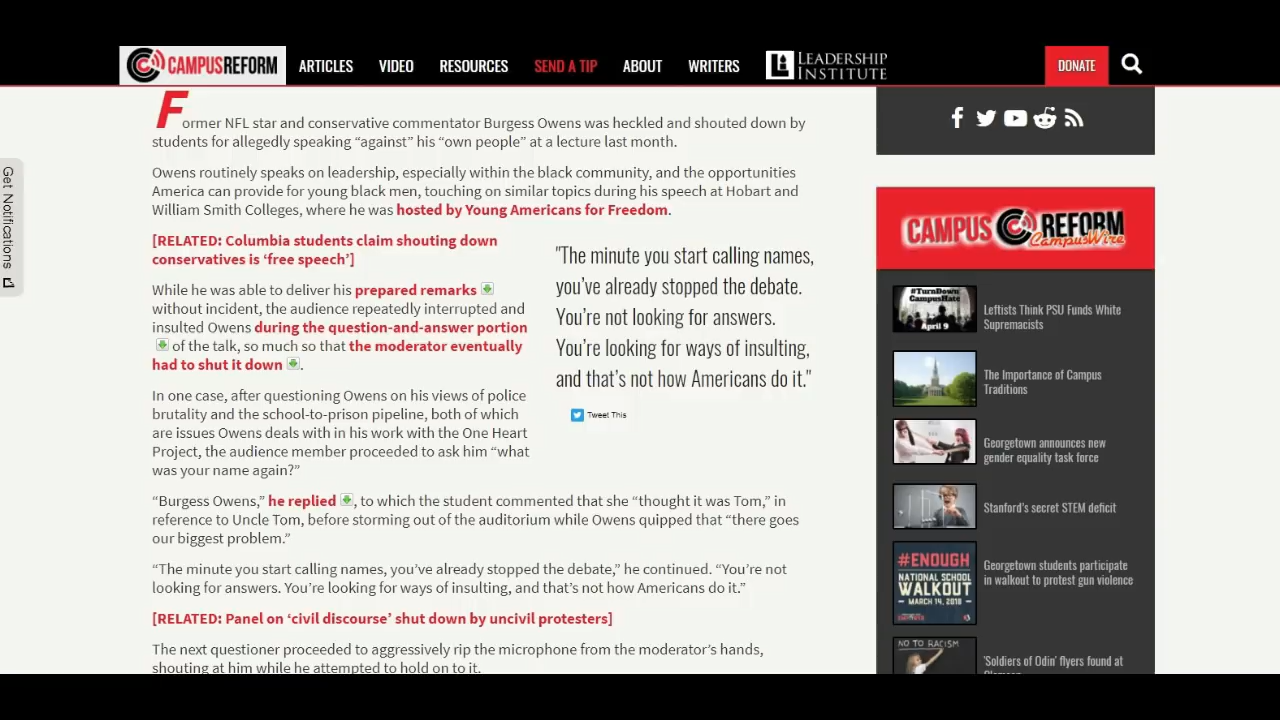 CAMPUSREFORM ARTICLES VIDEO RESOURCES SEND A TIP ABOUT WRITERS LEADERSHIP INSTITUTE DONATE
Get Notifications
Former NFL star and conservative commentator Burgess Owens was heckled and shouted down by
students for allegedly speaking “against” his “own people” at a lecture last month.
Owens routinely speaks on leadership, especially within the black community, and the opportunities
America can provide for young black men, touching on similar topics during his speech at Hobart and
William Smith Colleges, where he was hosted by Young Americans for Freedom.
[RELATED: Columbia students claim shouting down
conservatives is ‘free speech’]
While he was able to deliver his prepared remarks
without incident, the audience repeatedly interrupted and
insulted Owens during the question-and-answer portion
of the talk, so much so that the moderator eventually
had to shut it down.
In one case, after questioning Owens on his views of police
brutality and the school-to-prison pipeline, both of which
are issues Owens deals with in his work with the One Heart
Project, the audience member proceeded to ask him “what
was your name again?”
"The minute you start calling names,
you’ve already stopped the debate.
You’re not looking for answers.
You’re looking for ways of insulting,
and that’s not how Americans do it."
Tweet This
“Burgess Owens,” he replied, to which the student commented that she “thought it was Tom,” in
reference to Uncle Tom, before storming out of the auditorium while Owens quipped that “there goes
our biggest problem.”
“The minute you start calling names, you’ve already stopped the debate,” he continued. “You’re not
looking for answers. You’re looking for ways of insulting, and that’s not how Americans do it.”
[RELATED: Panel on ‘civil discourse’ shut down by uncivil protesters]
The next questioner proceeded to aggressively rip the microphone from the moderator’s hands,
shouting at him while he attempted to hold on to it.
CAMPUS REFORM
CampusWire
#TurnDown
CampusHate
April 9
Leftists Think PSU Funds White
Supremacists
The Importance of Campus
Traditions
Georgetown announces new
gender equality task force
Stanford’s secret STEM deficit
#ENOUGH
NATIONAL SCHOOL
WALKOUT
MARCH 14, 2018
Georgetown students participate
in walkout to protest gun violence
NO TO RACISM
'Soldiers of Odin' flyers found at